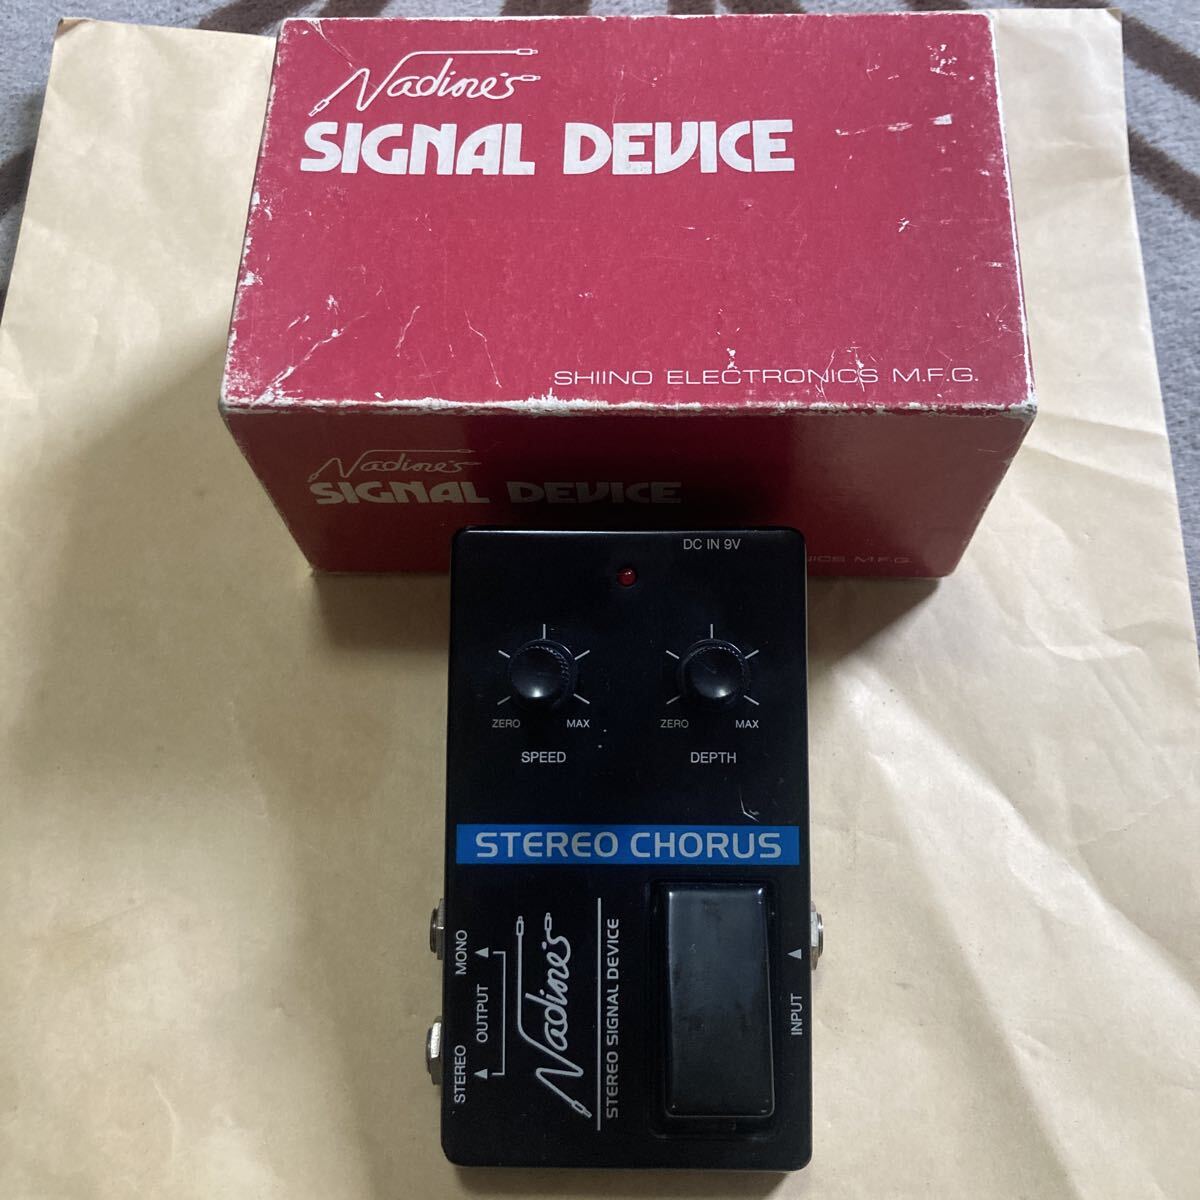 Nadine's
SIGNAL DEVICE
SHIINO ELECTRONICS M.F.G.
Nadine's
SIGNAL DEVICE
NICS M.F.G.
DC IN 9V
ZERO MAX
SPEED
ZERO MAX
DEPTH
STEREO CHORUS
STEREO OUTPUT MONO
Nadine's
STEREO SIGNAL DEVICE
INPUT